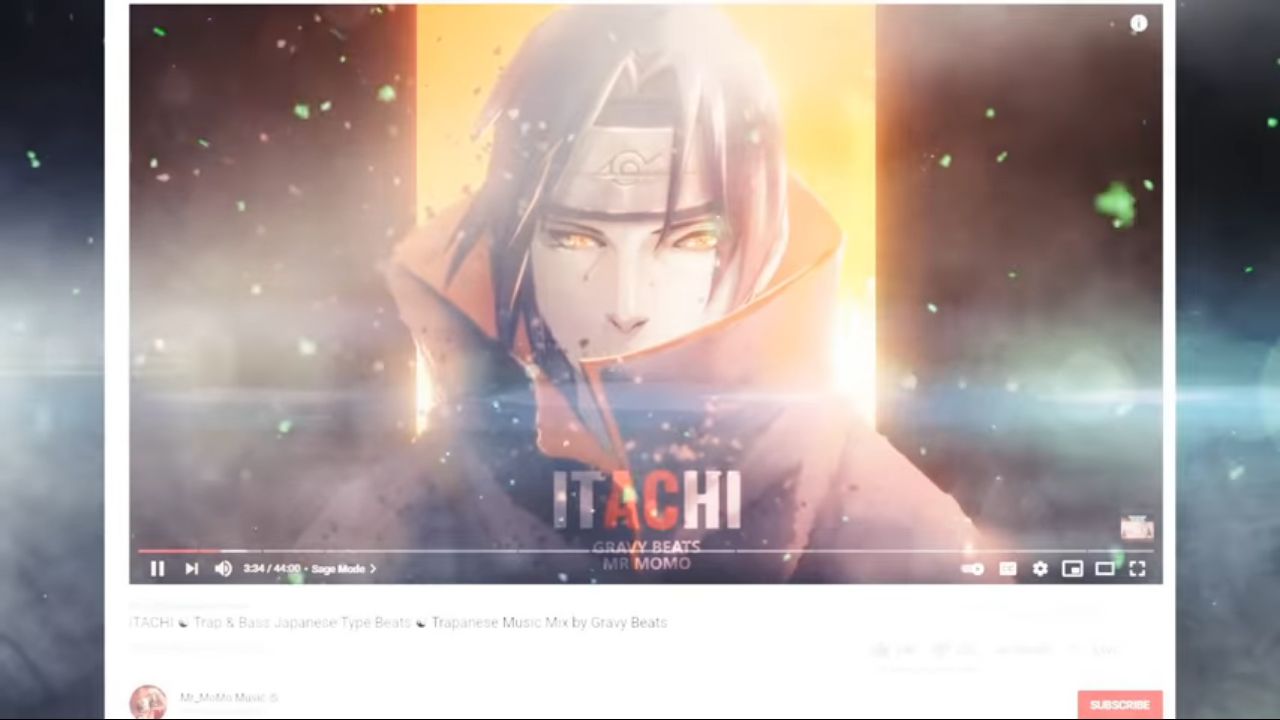 ITACHI
GRAVY BEATS
MR MOMO
3:34 / 44:00 • Sage Mode >
ITACHI ☯ Trap & Bass Japanese Type Beats ☯ Trapanese Music Mix by Gravy Beats
Mr_MoMo Music
SUBSCRIBE